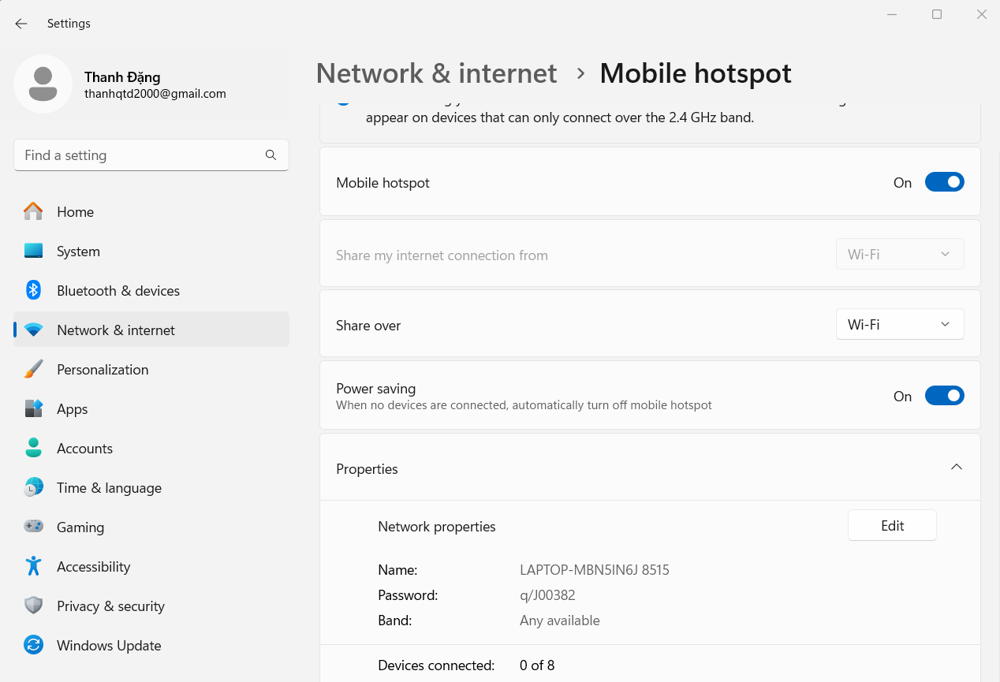 Settings
Thanh Đặng
thanhqtd2000@gmail.com
Find a setting
Home
System
Bluetooth & devices
Network & internet
Personalization
Apps
Accounts
Time & language
Gaming
Accessibility
Privacy & security
Windows Update
Network & internet > Mobile hotspot
appear on devices that can only connect over the 2.4 GHz band.
Mobile hotspot On
Share my internet connection from Wi-Fi
Share over Wi-Fi
Power saving On
When no devices are connected, automatically turn off mobile hotspot
Properties
Network properties Edit
Name: LAPTOP-MBN5IN6J 8515
Password: q/J00382
Band: Any available
Devices connected: 0 of 8